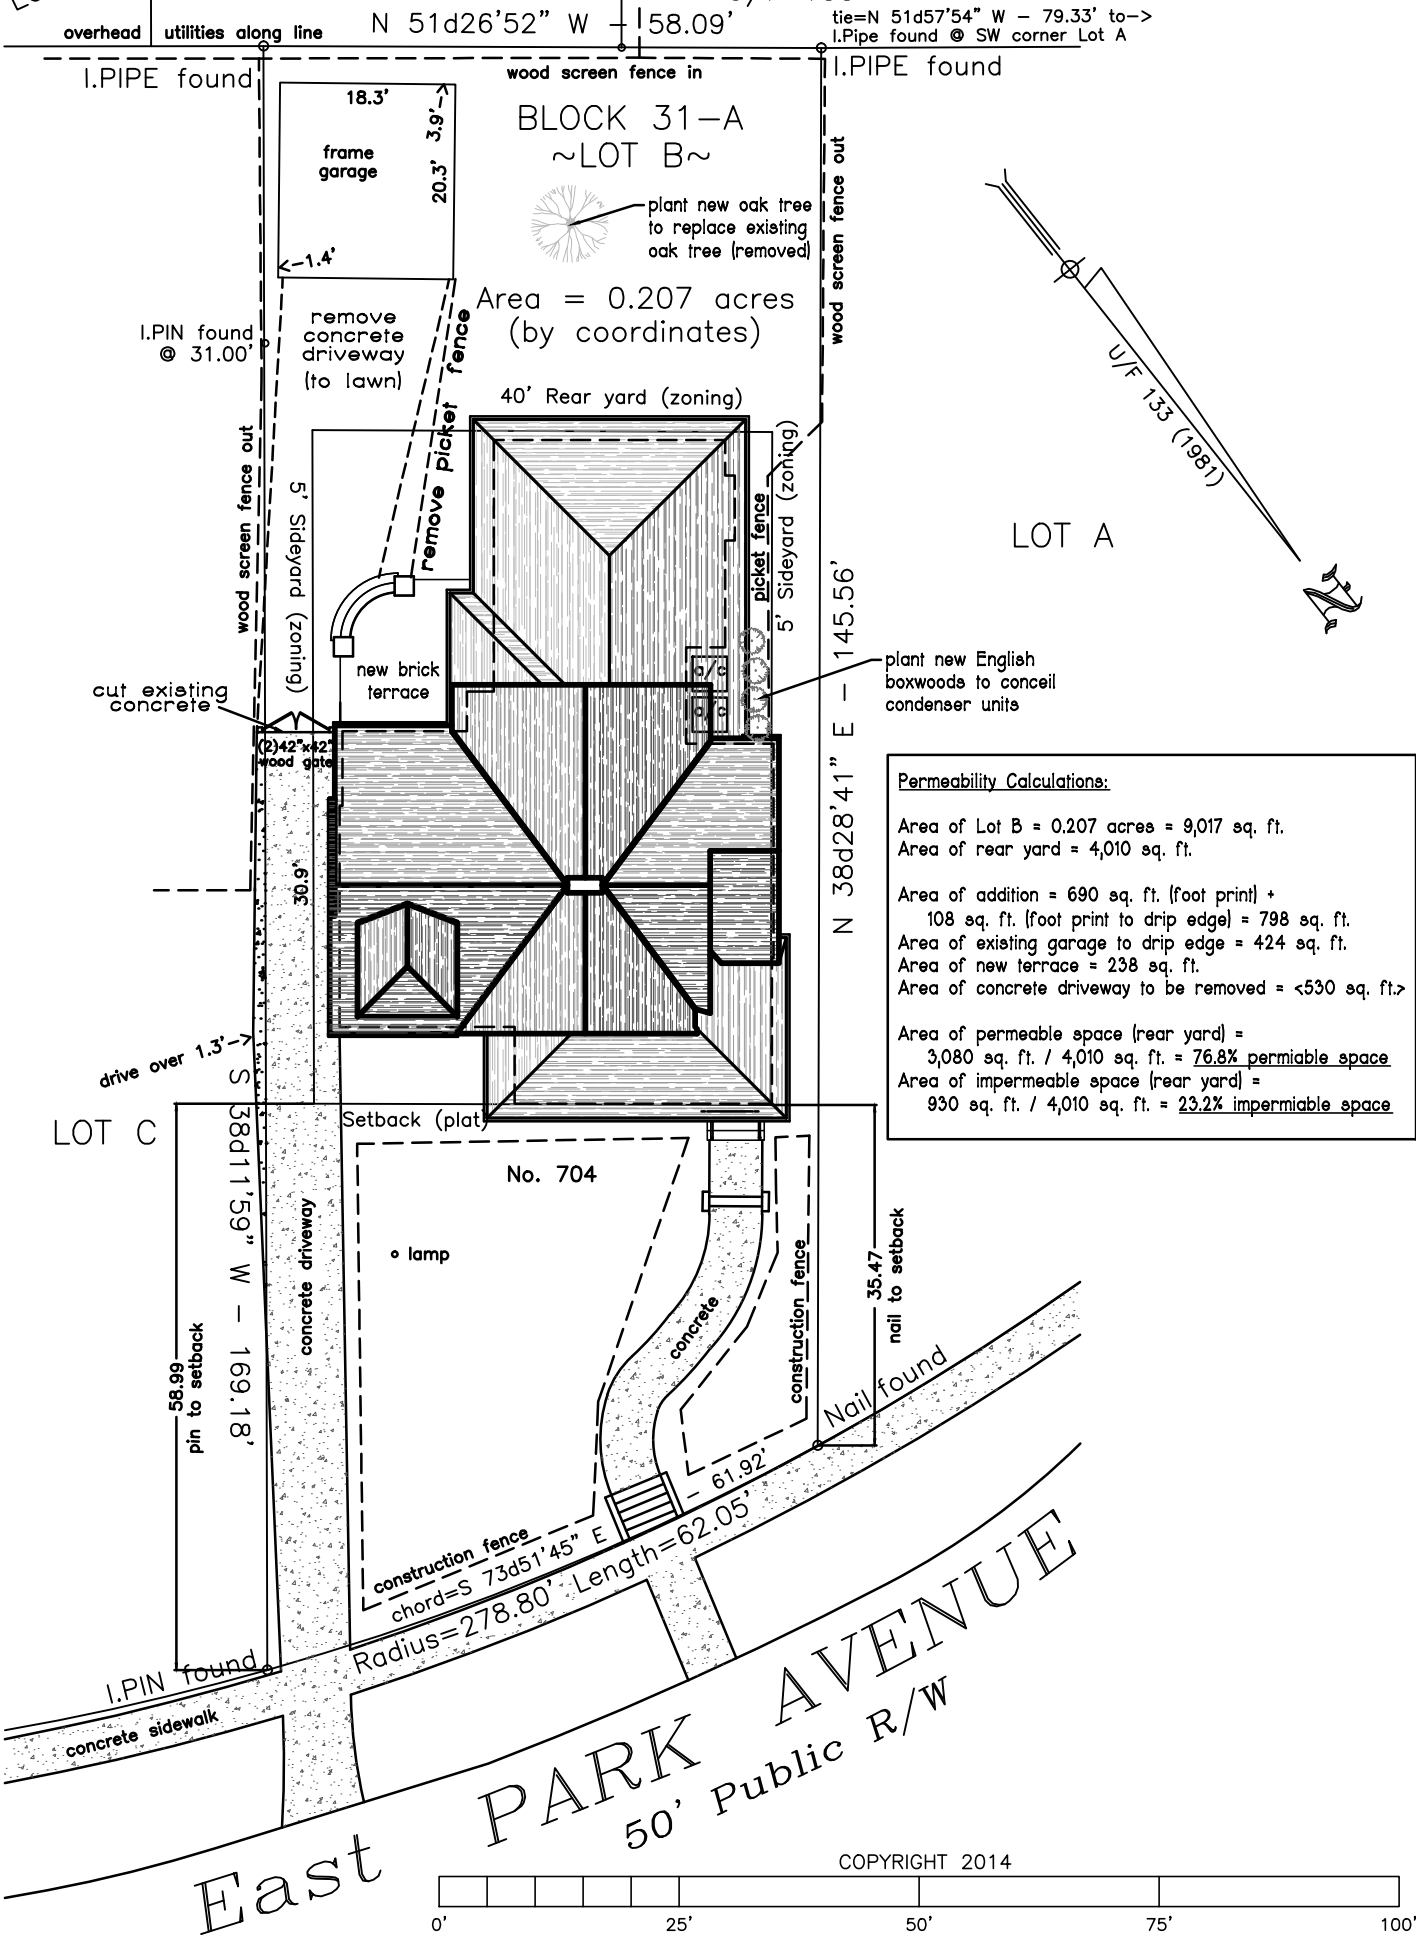 N 51d26'52" W - 58.09'
tie=N 51d57'54" W - 79.33' to->
I.Pipe found @ SW corner Lot A
overhead utilities along line
I.PIPE found
wood screen fence in
I.PIPE found
18.3'
3.9'
BLOCK 31-A
~LOT B~
frame
garage
20.3'
wood screen fence out
plant new oak tree
to replace existing
oak tree (removed)
1.4'
Area = 0.207 acres
(by coordinates)
remove
concrete
driveway
(to lawn)
I.PIN found
@ 31.00'
remove picket fence
U/F 133 (1981)
N
40' Rear yard (zoning)
wood screen fence out
5' Sideyard (zoning)
picket fence
5' Sideyard (zoning)
LOT A
N 38d28'41" E - 145.56'
new brick
terrace
a/c
a/c
plant new English
boxwoods to conceil
condenser units
cut existing
concrete
(2)42"x42"
wood gate
30.9'
Permeability Calculations:
Area of Lot B = 0.207 acres = 9,017 sq. ft.
Area of rear yard = 4,010 sq. ft.
Area of addition = 690 sq. ft. (foot print) +
108 sq. ft. (foot print to drip edge) = 798 sq. ft.
Area of existing garage to drip edge = 424 sq. ft.
Area of new terrace = 238 sq. ft.
Area of concrete driveway to be removed = <530 sq. ft.>
Area of permeable space (rear yard) =
3,080 sq. ft. / 4,010 sq. ft. = 76.8% permiable space
Area of impermeable space (rear yard) =
930 sq. ft. / 4,010 sq. ft. = 23.2% impermiable space
drive over 1.3'
LOT C
S 38d11'59" W - 169.18'
Setback (plat)
No. 704
lamp
concrete driveway
58.99
pin to setback
concrete
construction fence
35.47
nail to setback
Nail found
construction fence
chord=S 73d51'45" E - 61.92'
Radius=278.80' Length=62.05'
I.PIN found
concrete sidewalk
East PARK AVENUE
50' Public R/W
COPYRIGHT 2014
0' 25' 50' 75' 100'